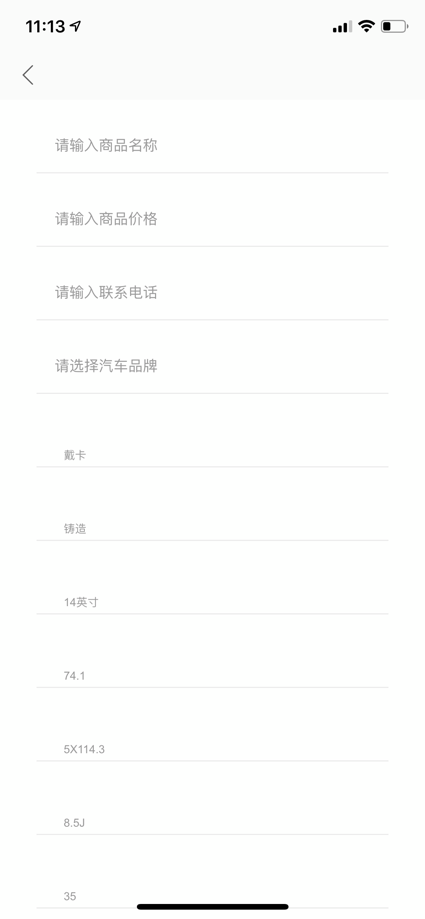 11:13
请输入商品名称
请输入商品价格
请输入联系电话
请选择汽车品牌
戴卡
铸造
14英寸
74.1
5X114.3
8.5J
35